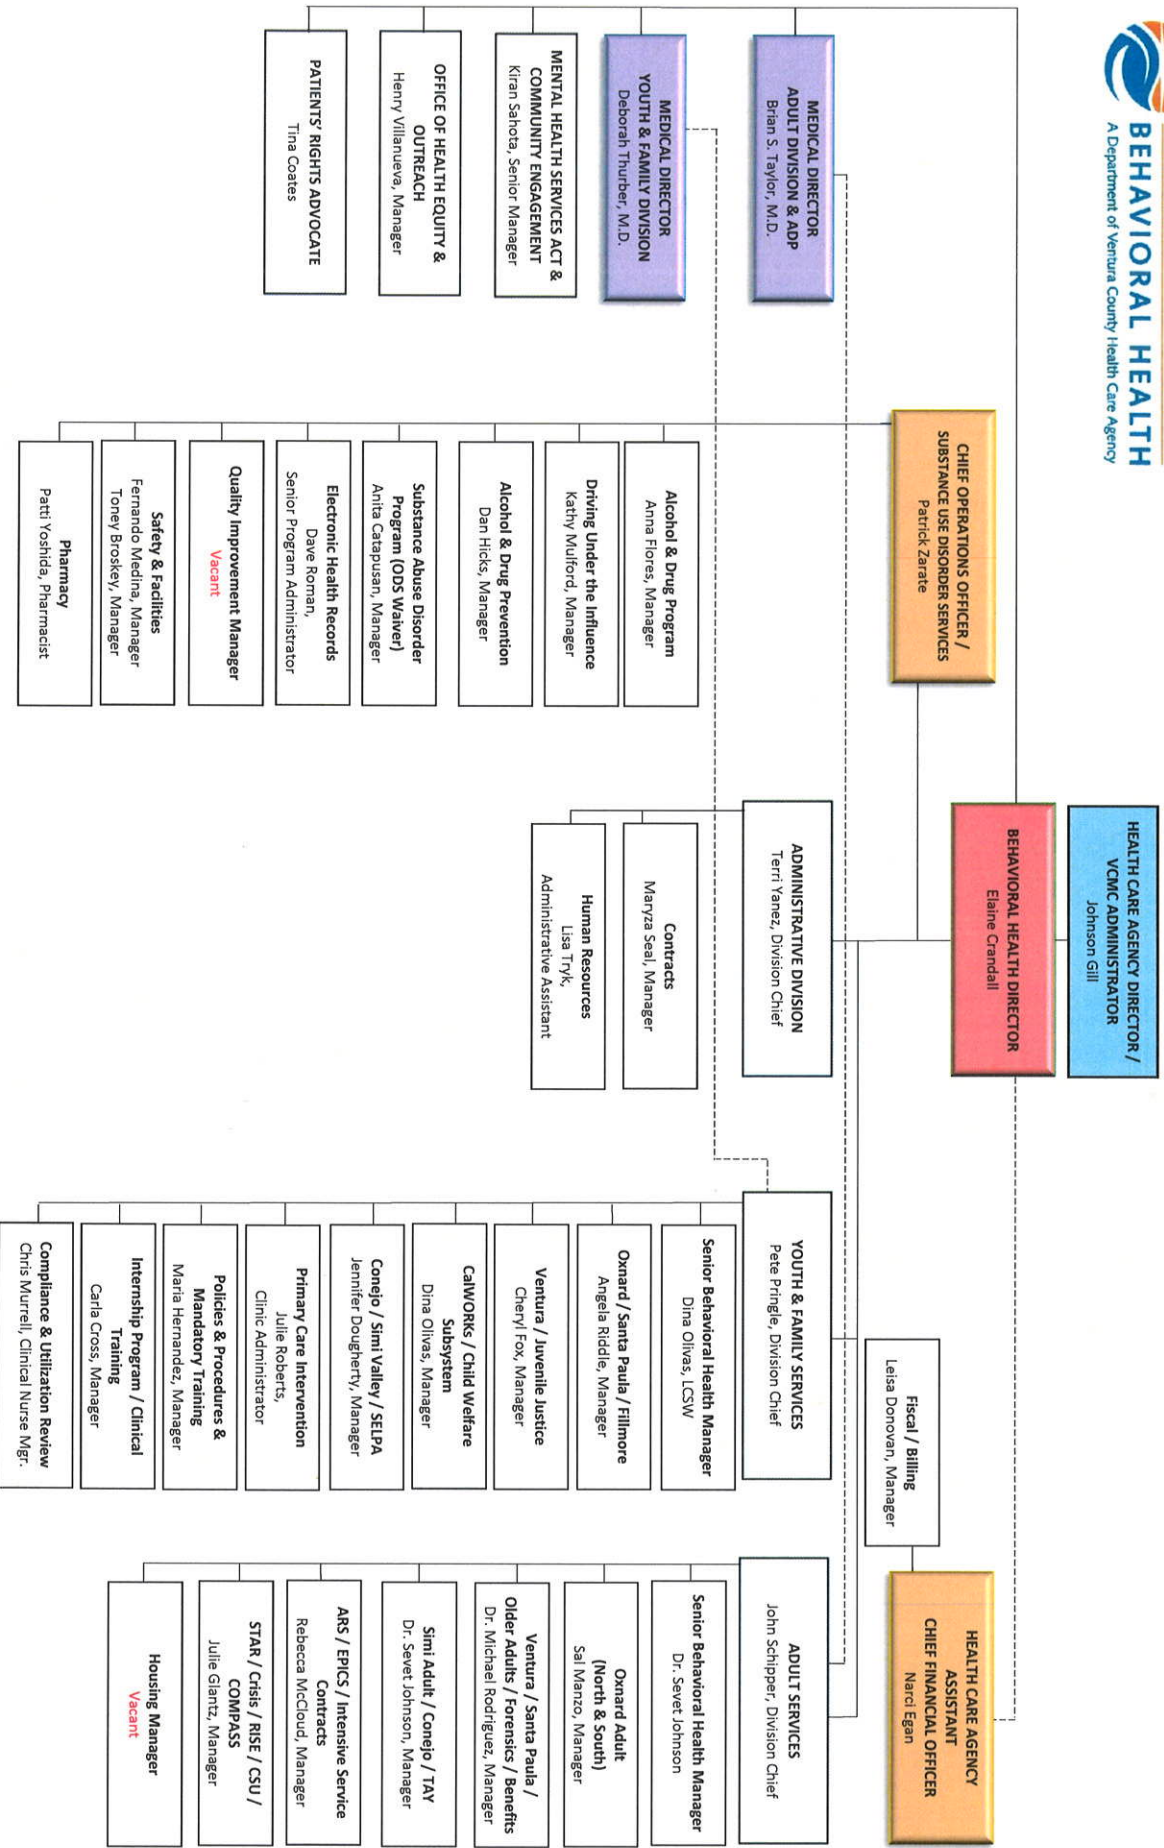 BEHAVIORAL HEALTH
A Department of Ventura County Health Care Agency
HEALTH CARE AGENCY DIRECTOR /
VCMC ADMINISTRATOR
Johnson Gill
BEHAVIORAL HEALTH DIRECTOR
Elaine Crandall
CHIEF OPERATIONS OFFICER /
SUBSTANCE USE DISORDER SERVICES
Patrick Zarate
HEALTH CARE AGENCY
ASSISTANT
CHIEF FINANCIAL OFFICER
Narci Egan
Fiscal / Billing
Leisa Donovan, Manager
MEDICAL DIRECTOR
ADULT DIVISION & ADP
Brian S. Taylor, M.D.
MEDICAL DIRECTOR
YOUTH & FAMILY DIVISION
Deborah Thurber, M.D.
MENTAL HEALTH SERVICES ACT &
COMMUNITY ENGAGEMENT
Kiran Sahota, Senior Manager
OFFICE OF HEALTH EQUITY &
OUTREACH
Henry Villanueva, Manager
PATIENTS' RIGHTS ADVOCATE
Tina Coates
Alcohol & Drug Program
Anna Flores, Manager
Driving Under the Influence
Kathy Mulford, Manager
Alcohol & Drug Prevention
Dan Hicks, Manager
Substance Abuse Disorder
Program (ODS Waiver)
Anita Catapusan, Manager
Electronic Health Records
Dave Roman,
Senior Program Administrator
Quality Improvement Manager
Vacant
Safety & Facilities
Fernando Medina, Manager
Toney Broskey, Manager
Pharmacy
Patti Yoshida, Pharmacist
ADMINISTRATIVE DIVISION
Terri Yanez, Division Chief
Contracts
Maryza Seal, Manager
Human Resources
Lisa Tryk,
Administrative Assistant
YOUTH & FAMILY SERVICES
Pete Pringle, Division Chief
Senior Behavioral Health Manager
Dina Olivas, LCSW
Oxnard / Santa Paula / Fillmore
Angela Riddle, Manager
Ventura / Juvenile Justice
Cheryl Fox, Manager
CalWORKs / Child Welfare
Subsystem
Dina Olivas, Manager
Conejo / Simi Valley / SELPA
Jennifer Dougherty, Manager
Primary Care Intervention
Julie Roberts,
Clinic Administrator
Policies & Procedures &
Mandatory Training
Maria Hernandez, Manager
Internship Program / Clinical
Training
Carla Cross, Manager
Compliance & Utilization Review
Chris Murrell, Clinical Nurse Mgr.
ADULT SERVICES
John Schipper, Division Chief
Senior Behavioral Health Manager
Dr. Sevet Johnson
Oxnard Adult
(North & South)
Sal Manzo, Manager
Ventura / Santa Paula /
Older Adults / Forensics / Benefits
Dr. Michael Rodriguez, Manager
Simi Adult / Conejo / TAY
Dr. Sevet Johnson, Manager
ARS / EPICS / Intensive Service
Contracts
Rebecca McCloud, Manager
STAR / Crisis / RISE / CSU /
COMPASS
Julie Glantz, Manager
Housing Manager
Vacant